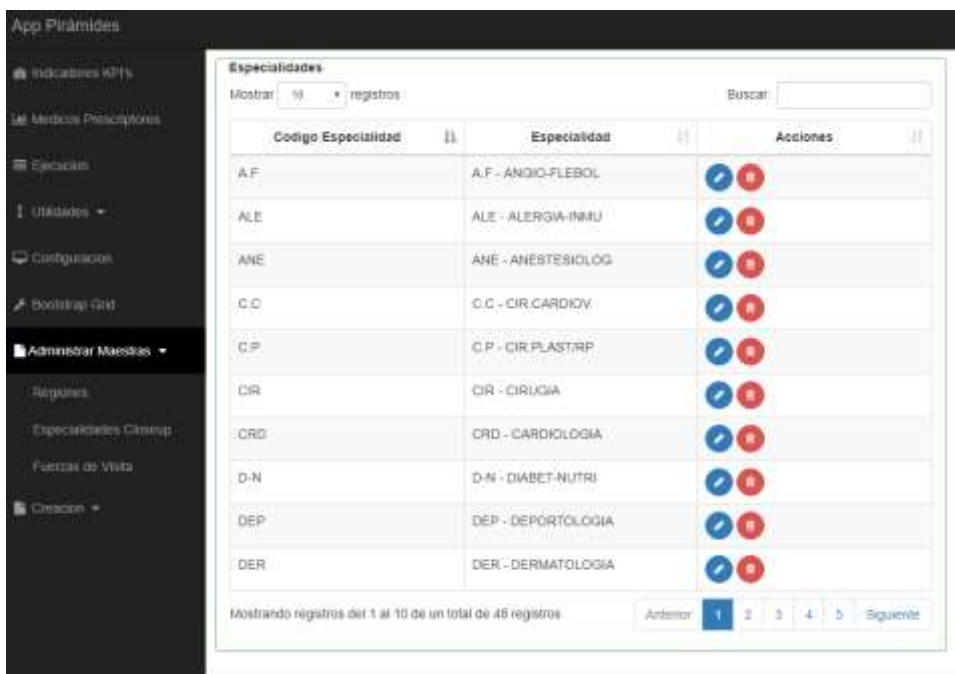 App Pirámides
Indicadores KPI's
Medicos Prescriptores
Ejecucion
Utilidades
Configuracion
Bootstrap Grid
Administrar Maestras
Regiones
Especialidades Closeup
Fuerzas de Visita
Creacion
Especialidades
Mostrar 10 registros
Buscar:
Codigo Especialidad Especialidad Acciones
A.F A.F - ANGIO-FLEBOL
ALE ALE - ALERGIA-INMU
ANE ANE - ANESTESIOLOG
C.C C.C - CIR.CARDIOV.
C.P C.P - CIR.PLAST/RP
CIR CIR - CIRUGIA
CRD CRD - CARDIOLOGIA
D-N D-N - DIABET-NUTRI
DEP DEP - DEPORTOLOGIA
DER DER - DERMATOLOGIA
Mostrando registros del 1 al 10 de un total de 48 registros
Anterior 1 2 3 4 5 Siguiente